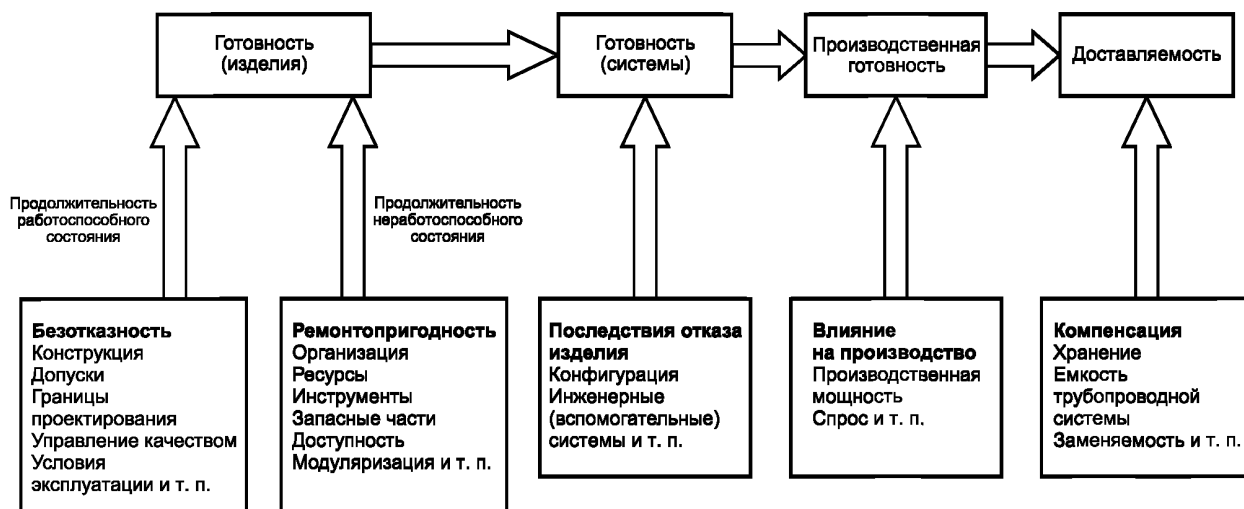 Готовность
(изделия)
Готовность
(системы)
Производственная
готовность
Доставляемость
Продолжительность
работоспособного
состояния
Продолжительность
неработоспособного
состояния
Безотказность
Конструкция
Допуски
Границы
проектирования
Управление качеством
Условия
эксплуатации и т. п.
Ремонтопригодность
Организация
Ресурсы
Инструменты
Запасные части
Доступность
Модуляризация и т. п.
Последствия отказа
изделия
Конфигурация
Инженерные
(вспомогательные)
системы и т. п.
Влияние
на производство
Производственная
мощность
Спрос и т. п.
Компенсация
Хранение
Емкость
трубопроводной
системы
Заменяемость и т. п.